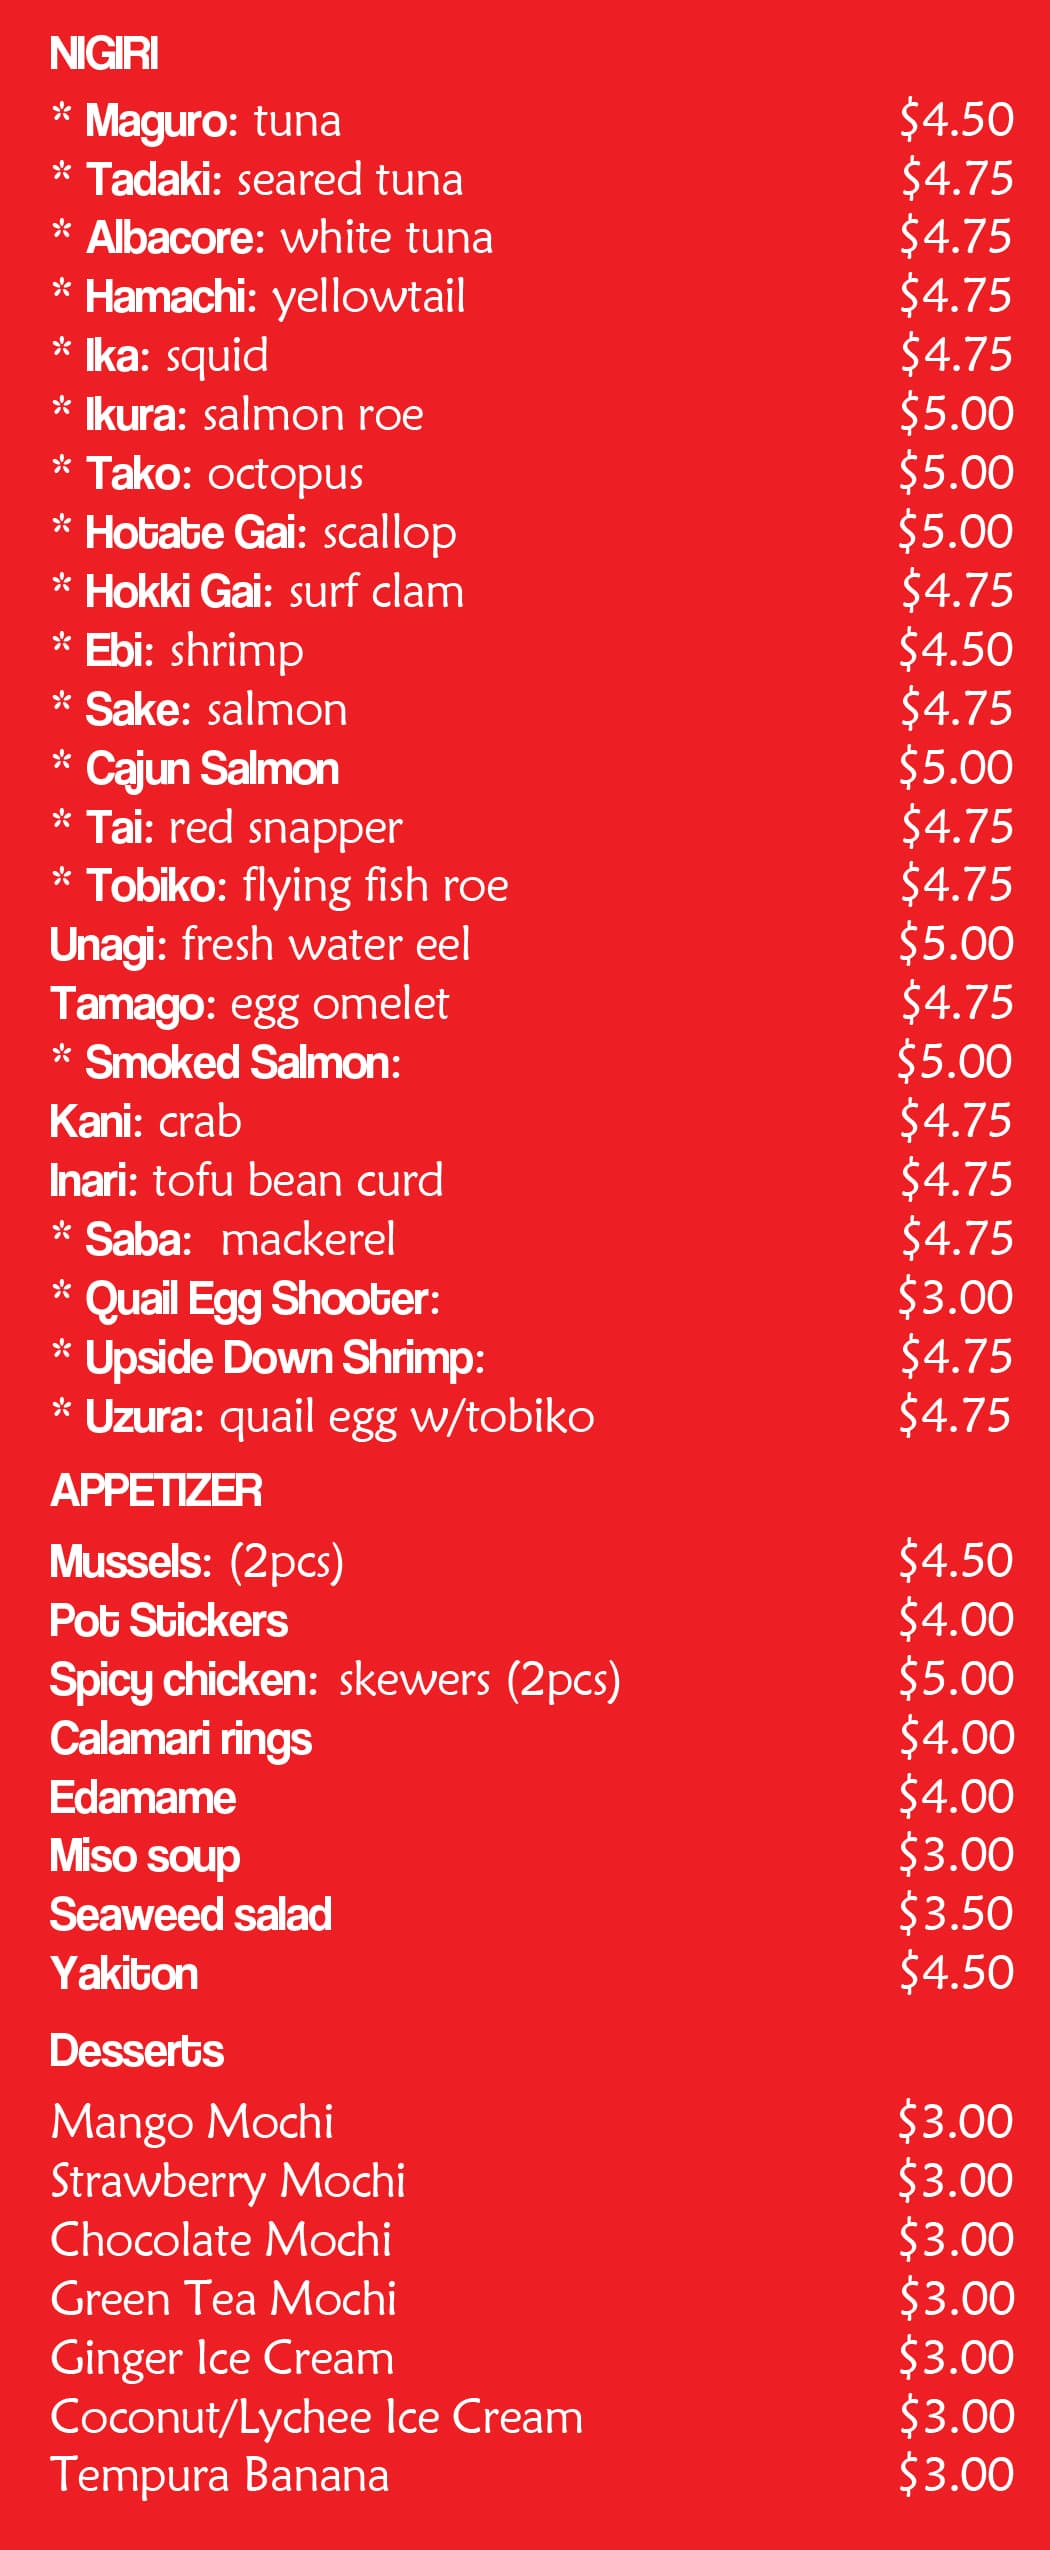 NIGIRI
* Maguro: tuna $4.50
* Tadaki: seared tuna $4.75
* Albacore: white tuna $4.75
* Hamachi: yellowtail $4.75
* Ika: squid $4.75
* Ikura: salmon roe $5.00
* Tako: octopus $5.00
* Hotate Gai: scallop $5.00
* Hokki Gai: surf clam $4.75
* Ebi: shrimp $4.50
* Sake: salmon $4.75
* Cajun Salmon $5.00
* Tai: red snapper $4.75
* Tobiko: flying fish roe $4.75
Unagi: fresh water eel $5.00
Tamago: egg omelet $4.75
* Smoked Salmon: $5.00
Kani: crab $4.75
Inari: tofu bean curd $4.75
* Saba: mackerel $4.75
* Quail Egg Shooter: $3.00
* Upside Down Shrimp: $4.75
* Uzura: quail egg w/tobiko $4.75
APPETIZER
Mussels: (2pcs) $4.50
Pot Stickers $4.00
Spicy chicken: skewers (2pcs) $5.00
Calamari rings $4.00
Edamame $4.00
Miso soup $3.00
Seaweed salad $3.50
Yakiton $4.50
Desserts
Mango Mochi $3.00
Strawberry Mochi $3.00
Chocolate Mochi $3.00
Green Tea Mochi $3.00
Ginger Ice Cream $3.00
Coconut/Lychee Ice Cream $3.00
Tempura Banana $3.00